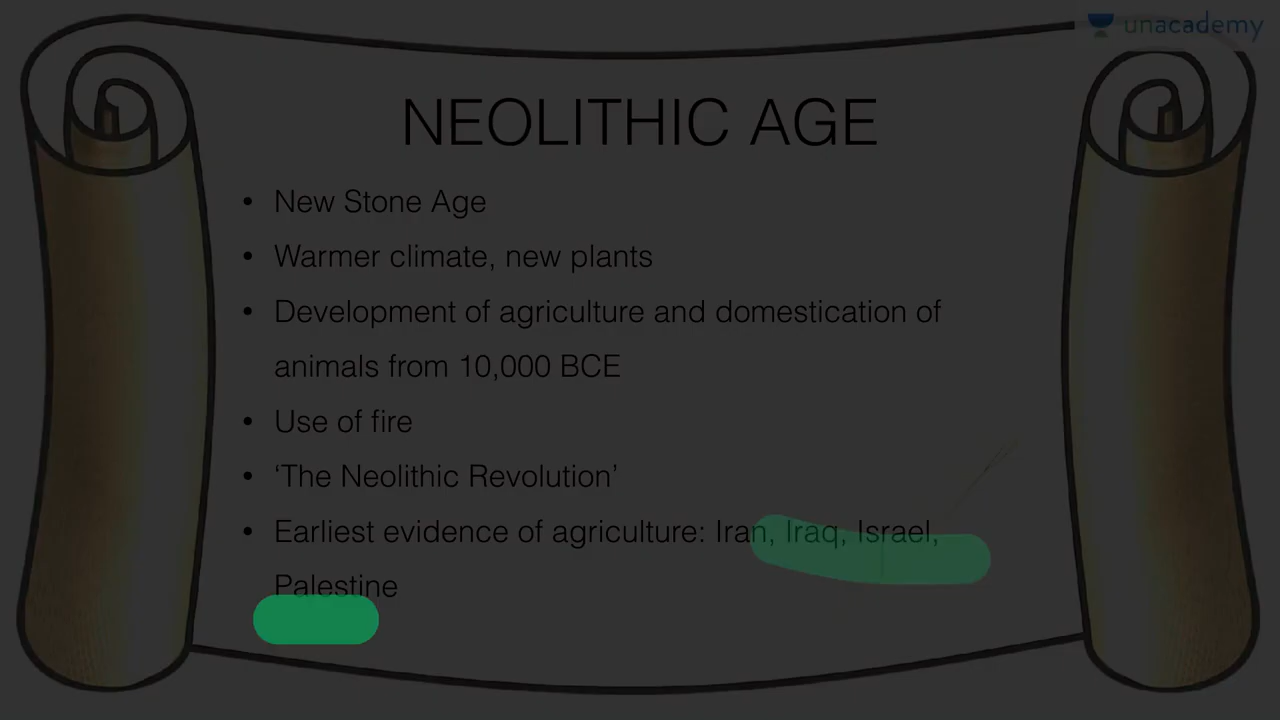 unacademy
NEOLITHIC AGE
• New Stone Age
• Warmer climate, new plants
• Development of agriculture and domestication of
animals from 10,000 BCE
• Use of fire
• ‘The Neolithic Revolution’
• Earliest evidence of agriculture: Iran, Iraq, Israel,
Palestine